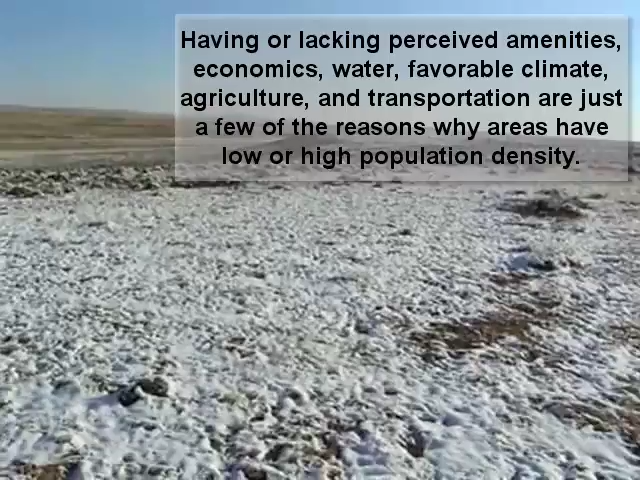 Having or lacking perceived amenities,
economics, water, favorable climate,
agriculture, and transportation are just
a few of the reasons why areas have
low or high population density.